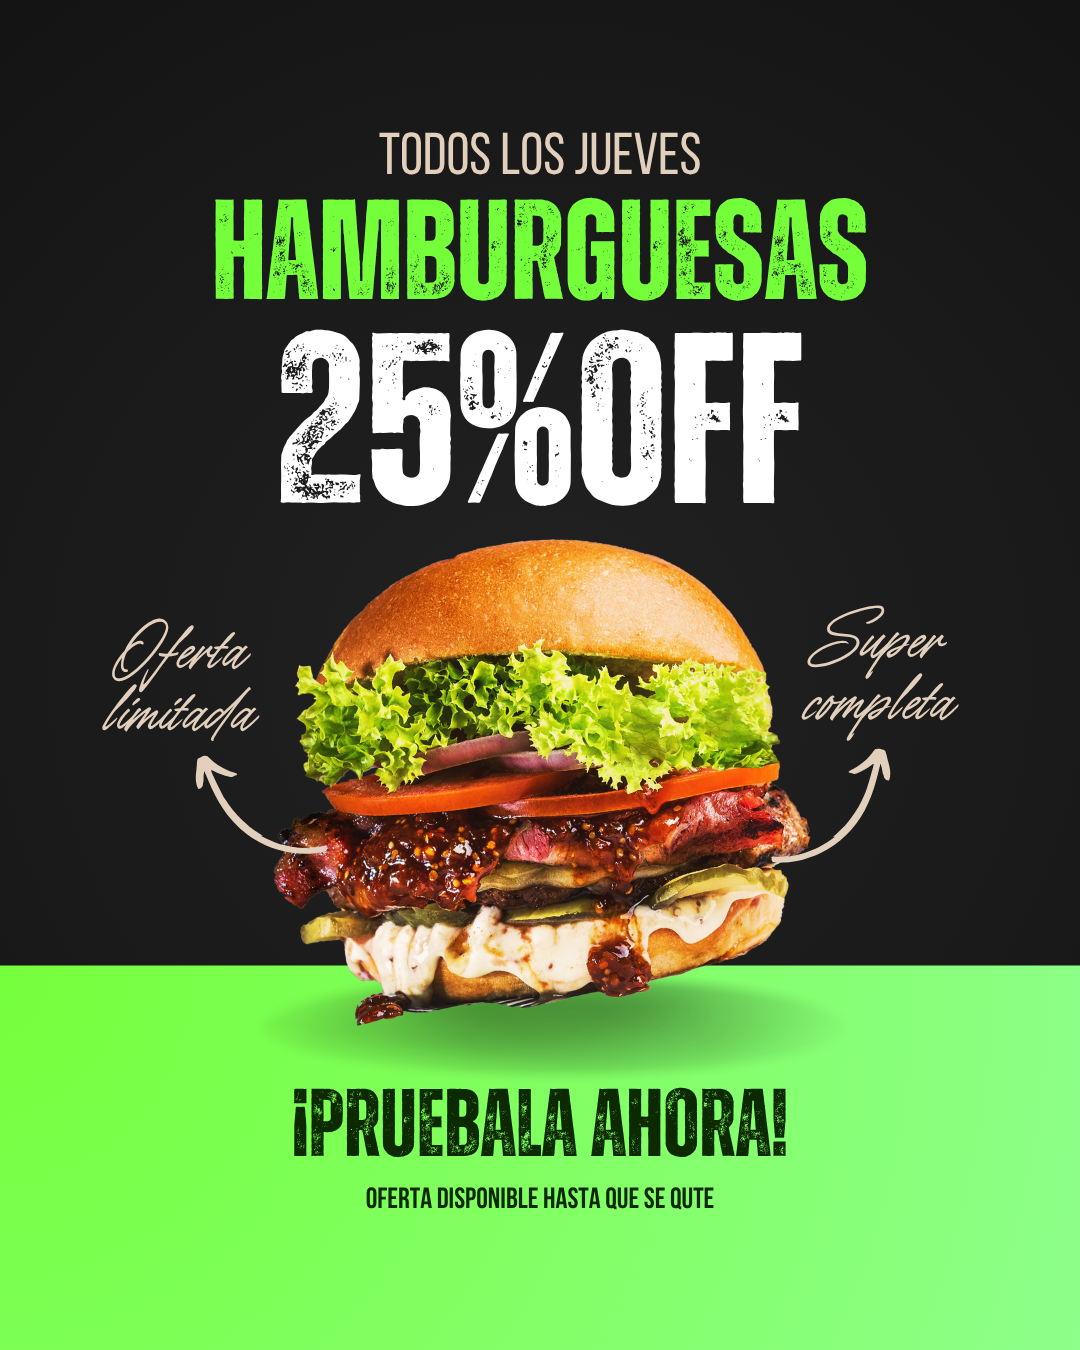 TODOS LOS JUEVES
HAMBURGUESAS
25%OFF
Oferta
limitada
Super
completa
¡PRUEBALA AHORA!
OFERTA DISPONIBLE HASTA QUE SE QUTE